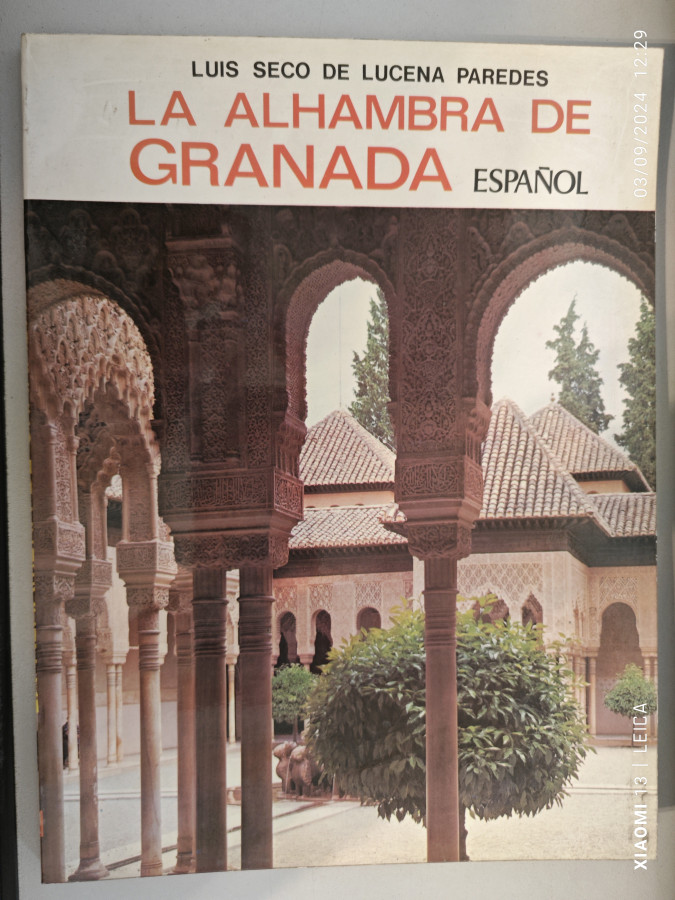 LUIS SECO DE LUCENA PAREDES
LA ALHAMBRA DE
GRANADA ESPAÑOL
03/09/2024 12:29
XIAOMI 13 | LEICA